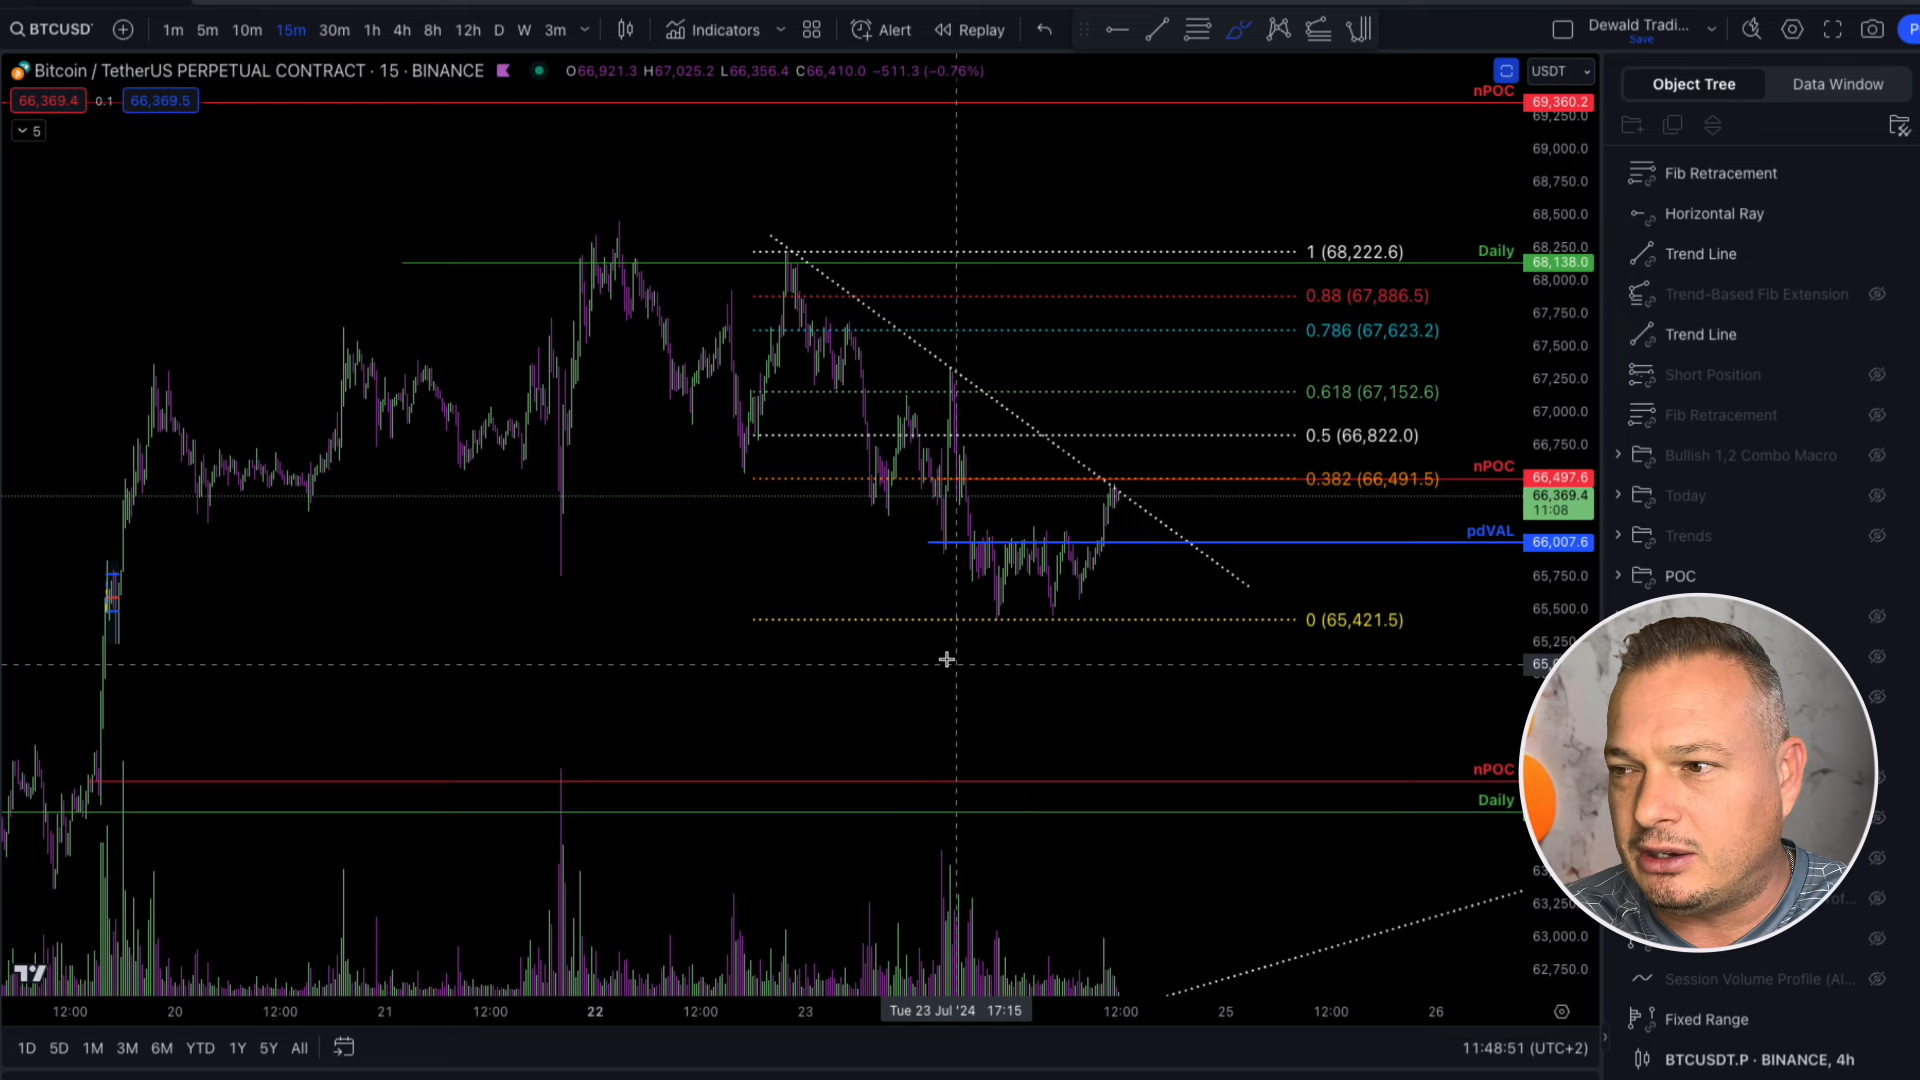 BTCUSDT
1m 5m 10m 15m 30m 1h 4h 8h 12h D W 3m
Indicators
Alert
Replay
Dewald Tradi...
Save
Bitcoin / TetherUS PERPETUAL CONTRACT · 15 · BINANCE
O66,921.3 H67,025.2 L66,356.4 C66,410.0 −511.3 (−0.76%)
USDT
66,369.4 0.1 66,369.5
5
nPOC
69,360.2
69,250.0
69,000.0
68,750.0
68,500.0
68,250.0
Daily
68,138.0
68,000.0
67,750.0
67,500.0
67,250.0
67,000.0
66,750.0
nPOC
66,497.6
66,369.4
11:08
pdVAL
66,007.6
65,750.0
65,500.0
63,000.0
62,750.0
1 (68,222.6)
0.88 (67,886.5)
0.786 (67,623.2)
0.618 (67,152.6)
0.5 (66,822.0)
0.382 (66,491.5)
0 (65,421.5)
nPOC
Daily
12:00 20 12:00 21 12:00 22 12:00 23 Tue 23 Jul '24 17:15 12:00 25 12:00 26
1D 5D 1M 3M 6M YTD 1Y 5Y All
11:48:51 (UTC+2)
Object Tree
Data Window
Fib Retracement
Horizontal Ray
Trend Line
Trend-Based Fib Extension
Trend Line
Short Position
Fib Retracement
Bullish 1,2 Combo Macro
Today
Trends
POC
Session Volume Profile (Al...
Fixed Range
BTCUSDT.P · BINANCE, 4h